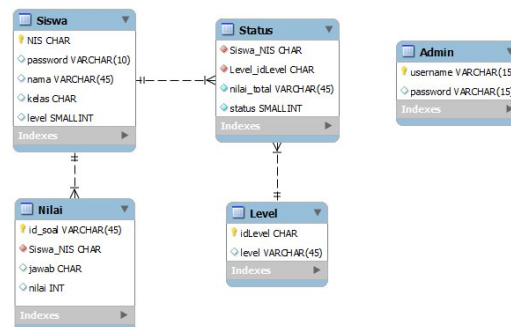 Siswa
NIS CHAR
password VARCHAR(10)
nama VARCHAR(45)
kelas CHAR
level SMALLINT
Indexes
Status
Siswa_NIS CHAR
Level_idLevel CHAR
nilai_total VARCHAR(45)
status SMALLINT
Indexes
Admin
username VARCHAR(15
password VARCHAR(15)
Indexes
Nilai
id_soal VARCHAR(45)
Siswa_NIS CHAR
jawab CHAR
nilai INT
Indexes
Level
idLevel CHAR
level VARCHAR(45)
Indexes